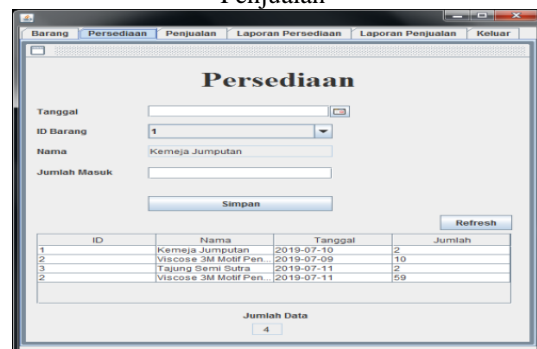 Penjualan
Barang Persediaan Penjualan Laporan Persediaan Laporan Penjualan Keluar
Persediaan
Tanggal
ID Barang 1
Nama Kemeja Jumputan
Jumlah Masuk
Simpan
Refresh
ID Nama Tanggal Jumlah
1 Kemeja Jumputan 2019-07-10 2
2 Viscose 3M Motif Pen... 2019-07-09 10
3 Tajung Semi Sutra 2019-07-11 2
2 Viscose 3M Motif Pen... 2019-07-11 59
Jumlah Data
4